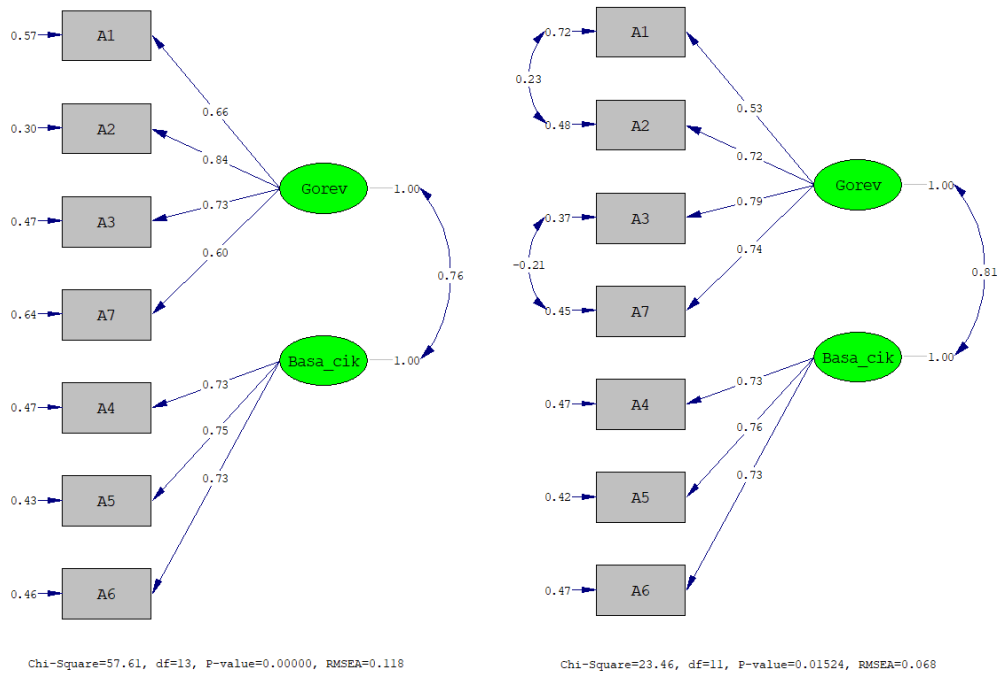 0.57 A1
0.66
0.30 A2
0.84
Gorev 1.00
0.73
0.47 A3
0.60
0.76
0.64 A7
Basa_cik 1.00
0.73
0.47 A4
0.75
0.73
0.43 A5
0.46 A6
Chi-Square=57.61, df=13, P-value=0.00000, RMSEA=0.118
0.72 A1
0.23
0.53
0.48 A2
0.72
Gorev 1.00
0.79
0.37 A3
0.74
-0.21
0.81
0.45 A7
Basa_cik 1.00
0.73
0.47 A4
0.76
0.73
0.42 A5
0.47 A6
Chi-Square=23.46, df=11, P-value=0.01524, RMSEA=0.068